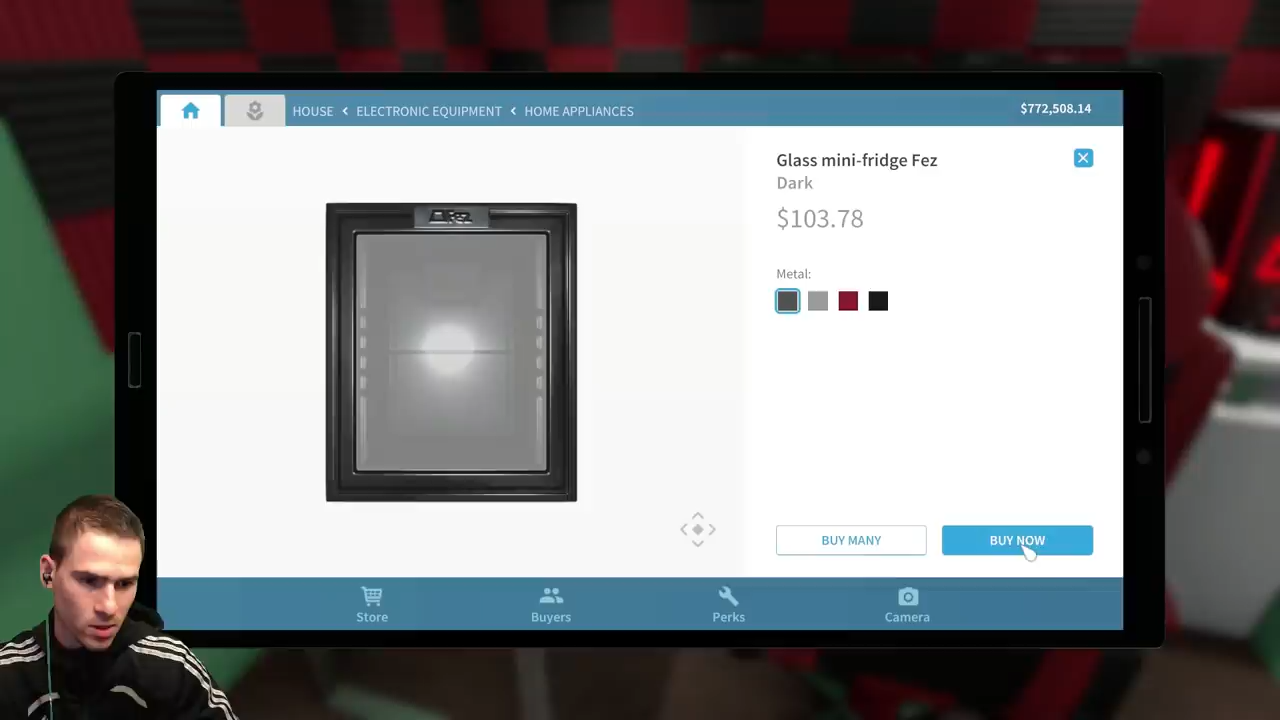 HOUSE < ELECTRONIC EQUIPMENT < HOME APPLIANCES
$772,508.14
Glass mini-fridge Fez
Dark
$103.78
Metal:
Fez
BUY MANY
BUY NOW
Store
Buyers
Perks
Camera